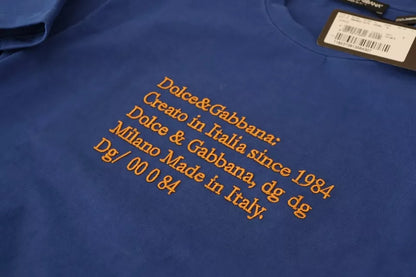 Dolce&Gabbana:
Creato in Italia since 1984
Dolce & Gabbana, dg dg
Milano Made in Italy.
Dg/ 00 0 84